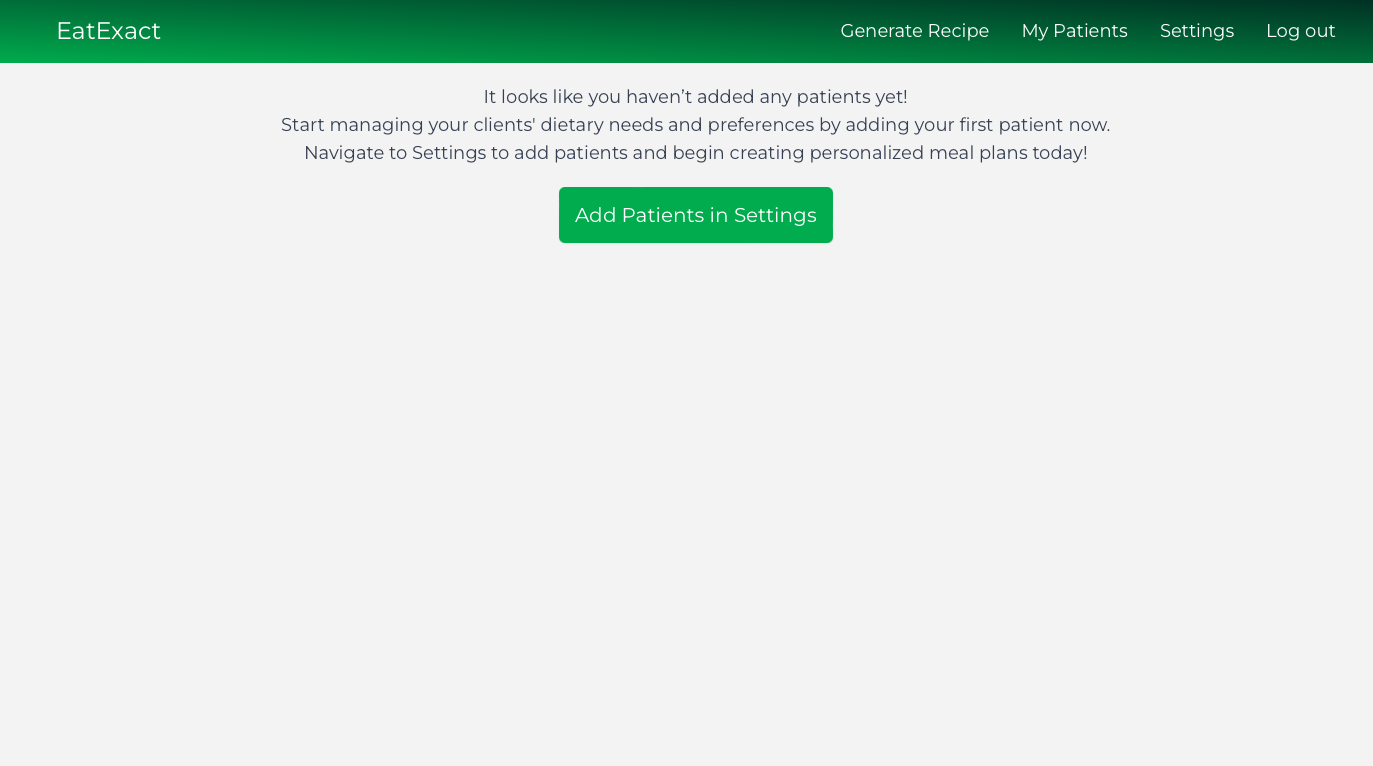 EatExact
Generate Recipe
My Patients
Settings
Log out
It looks like you haven’t added any patients yet!
Start managing your clients' dietary needs and preferences by adding your first patient now.
Navigate to Settings to add patients and begin creating personalized meal plans today!
Add Patients in Settings